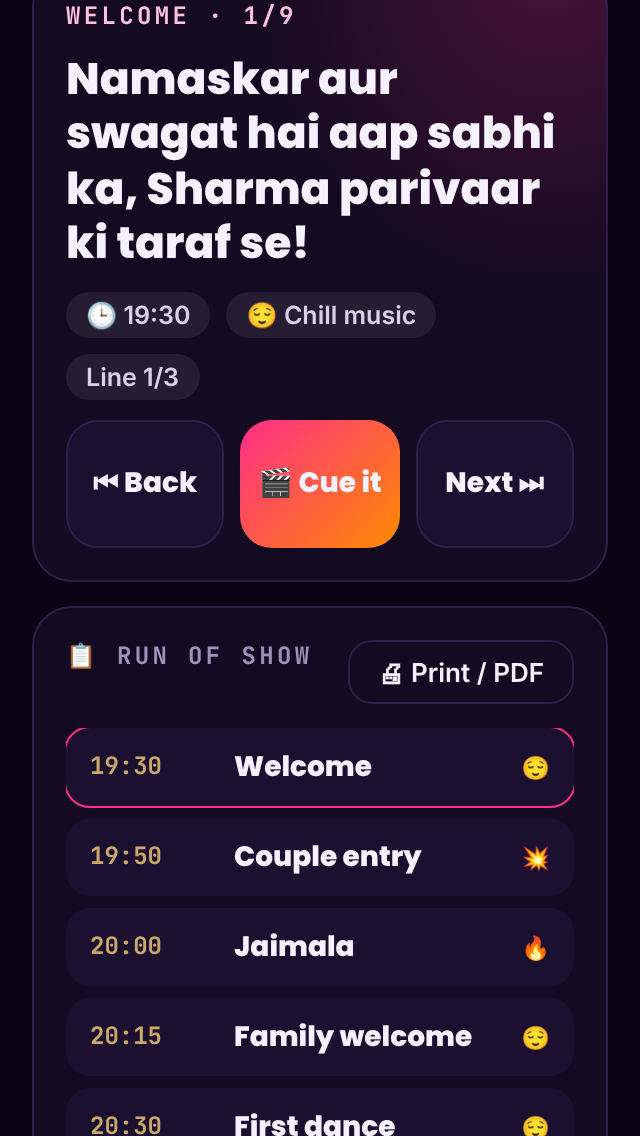 WELCOME · 1/9
Namaskar aur
swagat hai aap sabhi
ka, Sharma parivaar
ki taraf se!
🕒 19:30 😌 Chill music
Line 1/3
⏮ Back 🎬 Cue it Next ⏭
📋 RUN OF SHOW 🖨 Print / PDF
19:30 Welcome 😌
19:50 Couple entry 💥
20:00 Jaimala 🔥
20:15 Family welcome 😌
20:30 First dance 😌